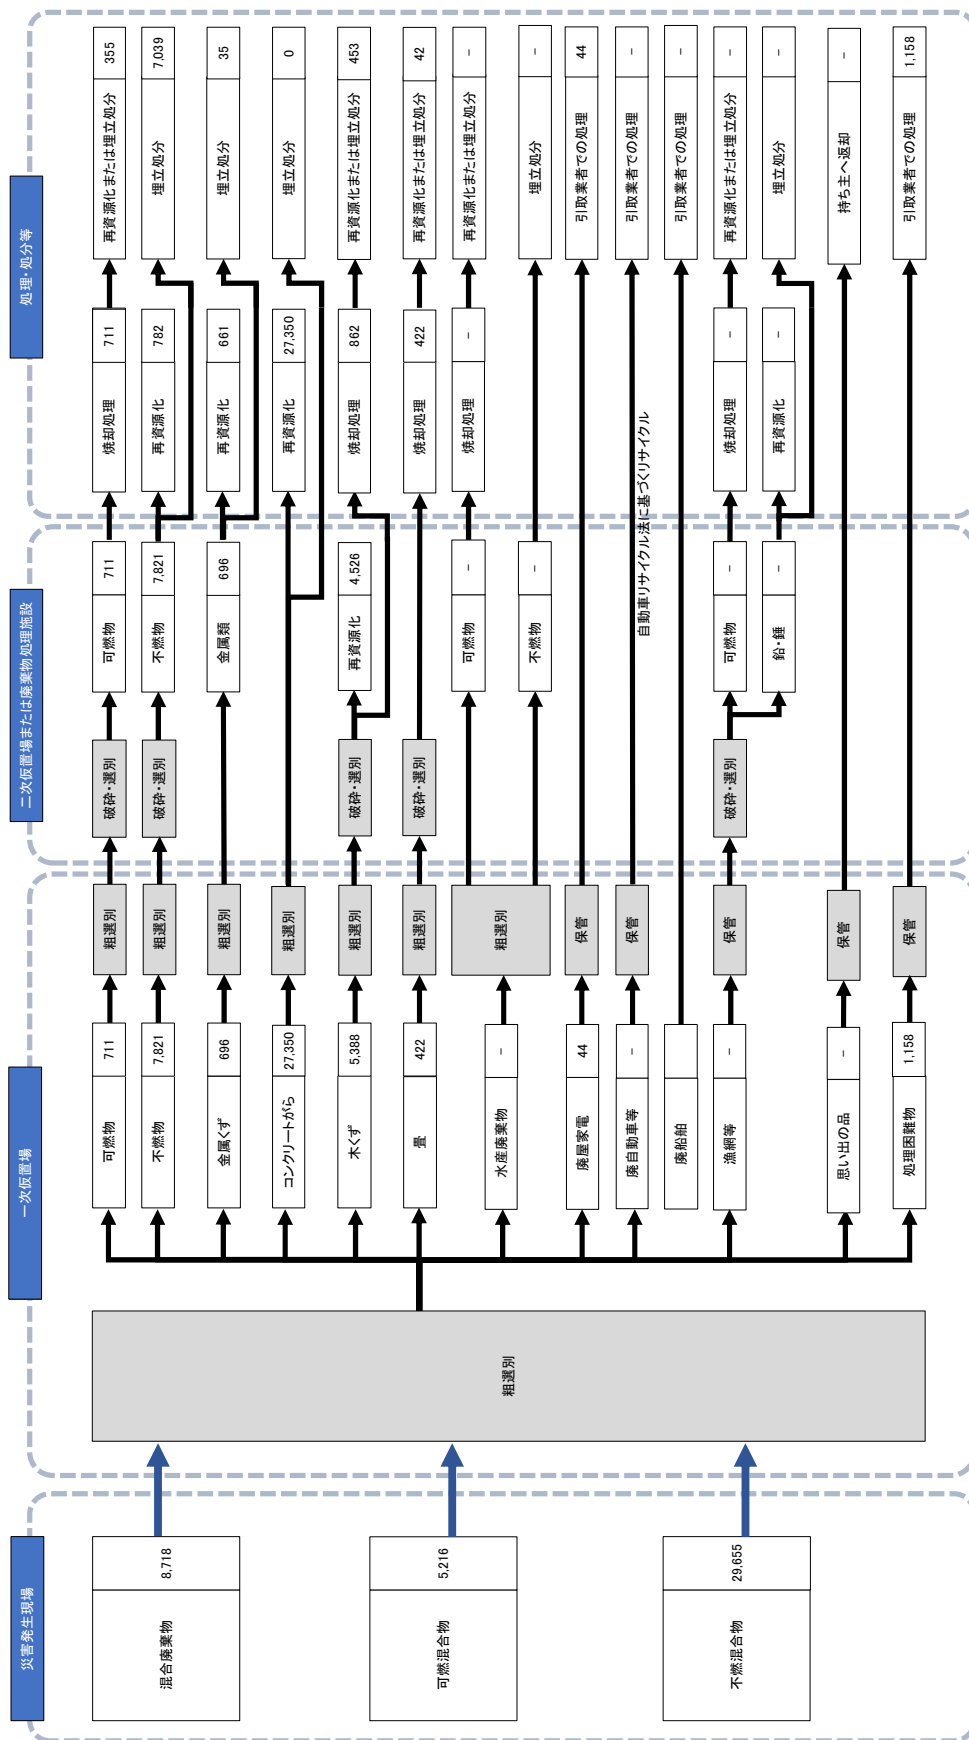 災害発生現場
混合廃棄物
8,718
可燃混合物
5,216
不燃混合物
29,655
一次仮置場
粗選別
可燃物
711
粗選別
不燃物
7,821
粗選別
金属くず
696
粗選別
コンクリートがら
27,350
粗選別
木くず
5,388
粗選別
畳
422
粗選別
水産廃棄物
-
粗選別
廃屋家電
44
保管
廃自動車等
-
保管
廃船舶
漁網等
-
保管
思い出の品
-
保管
処理困難物
1,158
保管
二次仮置場または廃棄物処理施設
破砕・選別
可燃物
711
破砕・選別
不燃物
7,821
金属類
696
破砕・選別
再資源化
4,526
破砕・選別
可燃物
-
不燃物
-
自動車リサイクル法に基づくリサイクル
破砕・選別
可燃物
-
鉛・錘
-
処理・処分等
焼却処理
711
再資源化または埋立処分
355
再資源化
782
埋立処分
7,039
再資源化
661
埋立処分
35
再資源化
27,350
埋立処分
0
焼却処理
862
再資源化または埋立処分
453
焼却処理
422
再資源化または埋立処分
42
焼却処理
-
再資源化または埋立処分
-
埋立処分
-
引取業者での処理
44
引取業者での処理
-
引取業者での処理
-
焼却処理
-
再資源化または埋立処分
-
再資源化
-
埋立処分
-
持ち主へ返却
-
引取業者での処理
1,158